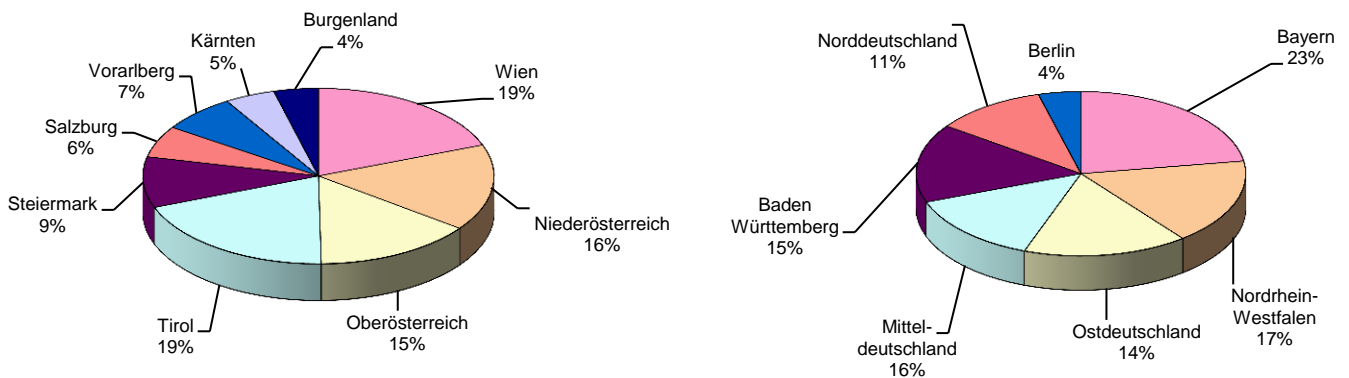 Burgenland
4%
Kärnten
5%
Vorarlberg
7%
Salzburg
6%
Steiermark
9%
Tirol
19%
Oberösterreich
15%
Niederösterreich
16%
Wien
19%
Norddeutschland
11%
Berlin
4%
Bayern
23%
Baden
Württemberg
15%
Mittel-
deutschland
16%
Ostdeutschland
14%
Nordrhein-
Westfalen
17%